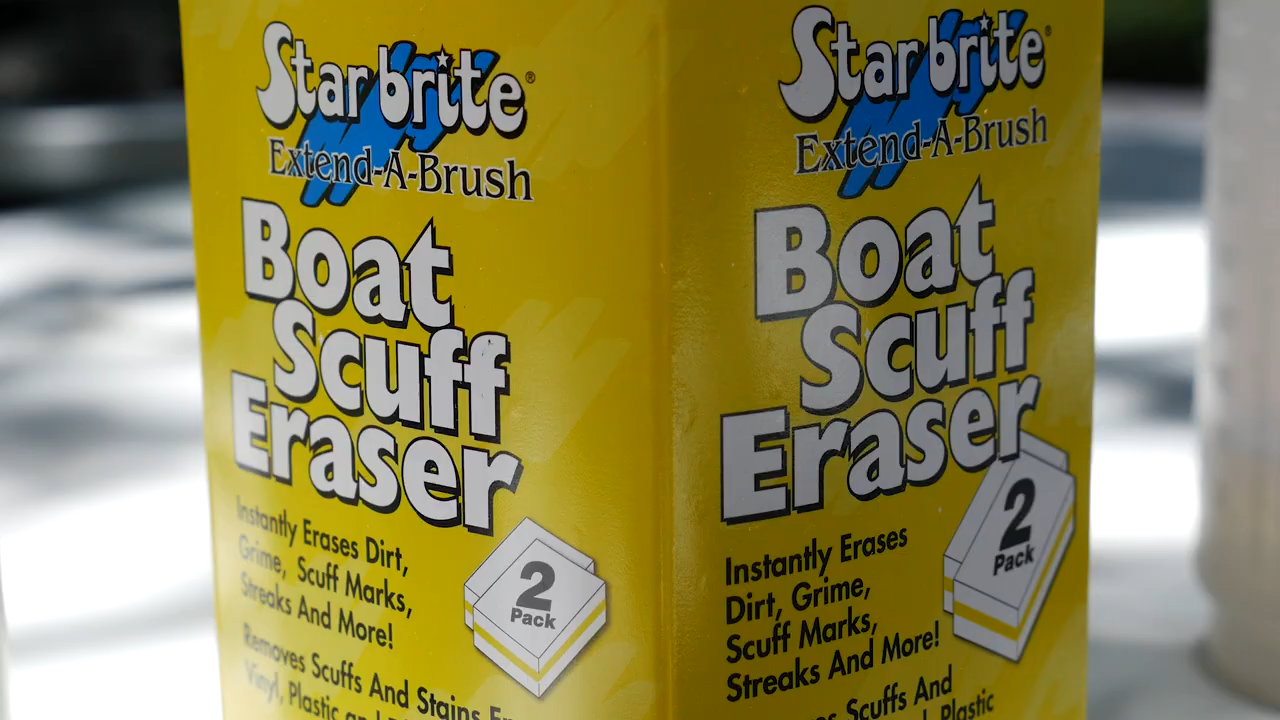 Star brite®
Extend-A-Brush
Boat
Scuff
Eraser
Instantly Erases Dirt,
Grime, Scuff Marks,
Streaks And More!
2
Pack
Removes Scuffs And Stains
Vinyl, Plastic
Star brite®
Extend-A-Brush
Boat
Scuff
Eraser
2
Pack
Instantly Erases
Dirt, Grime,
Scuff Marks,
Streaks And More!
Scuffs And
Plastic